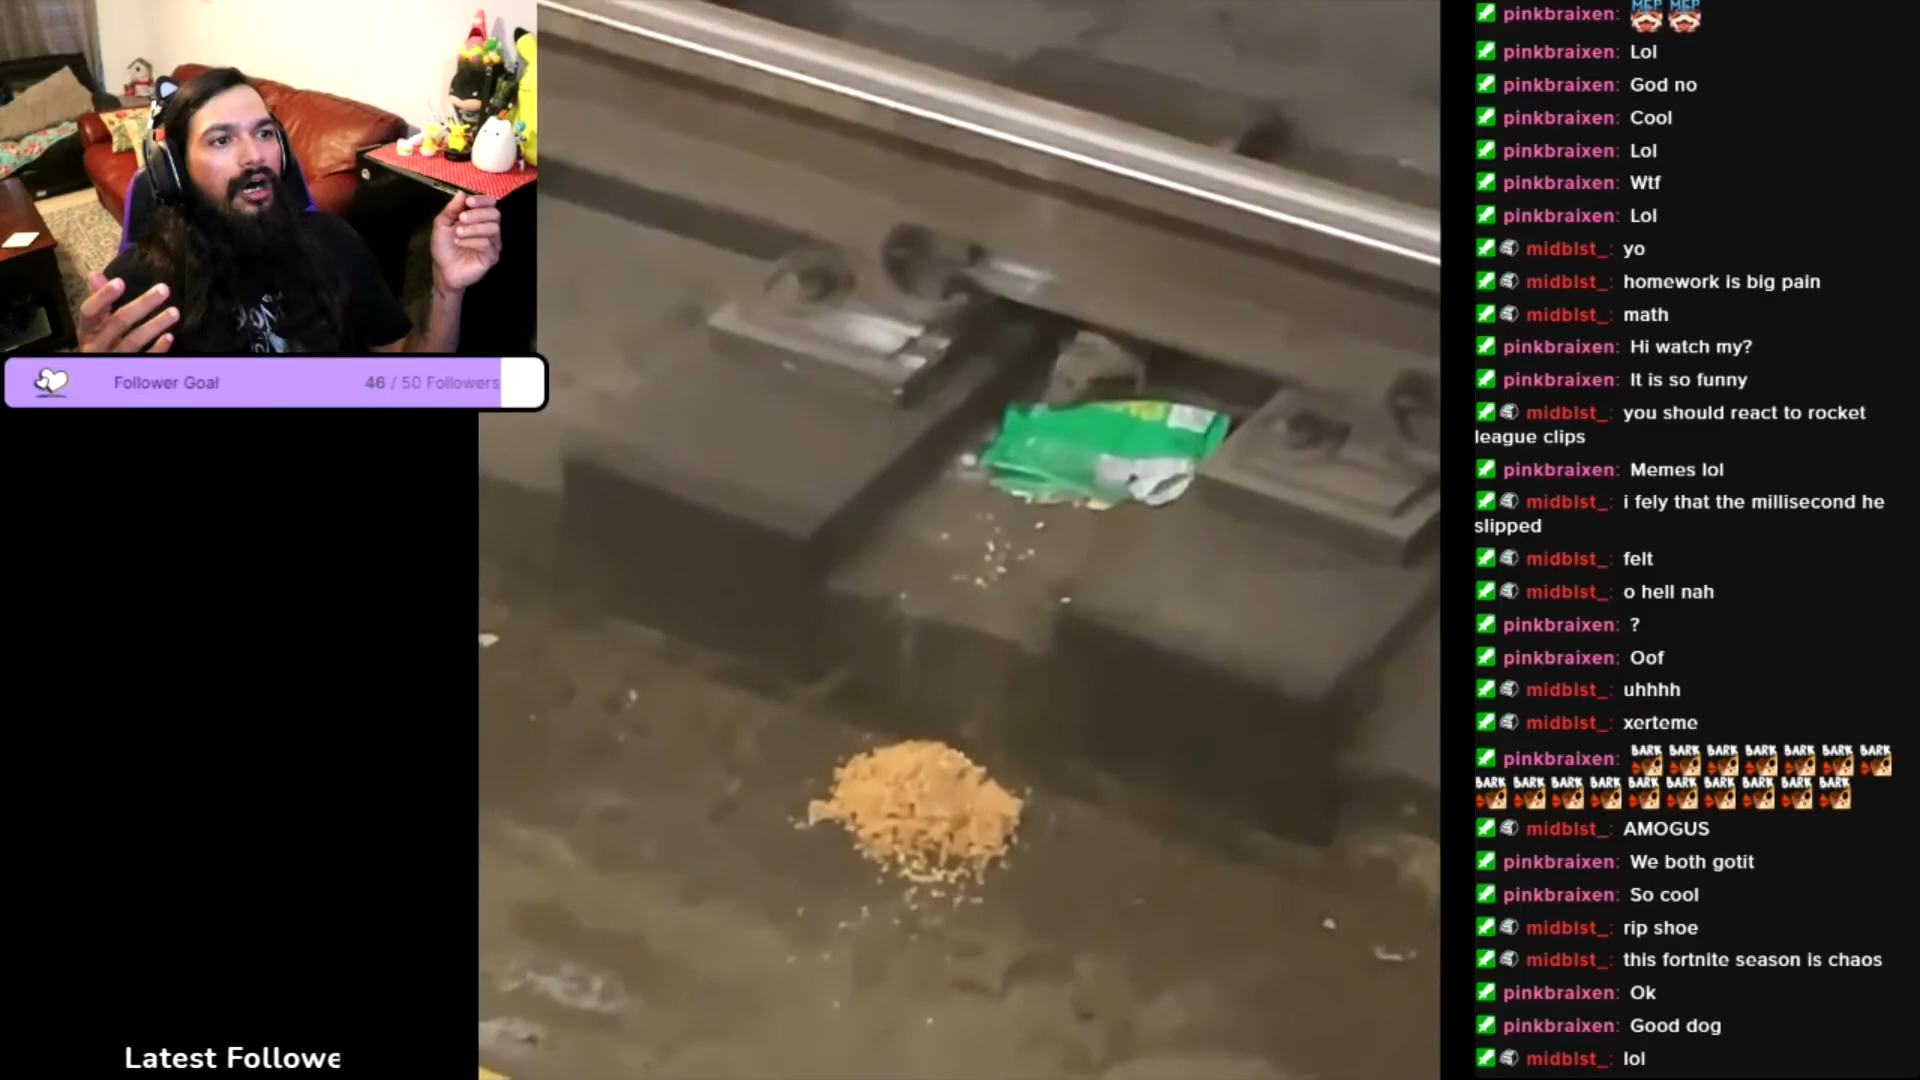 Follower Goal
46 / 50 Followers
Latest Followe
pinkbraixen: MEP MEP
pinkbraixen: Lol
pinkbraixen: God no
pinkbraixen: Cool
pinkbraixen: Lol
pinkbraixen: Wtf
pinkbraixen: Lol
midblst_: yo
midblst_: homework is big pain
midblst_: math
pinkbraixen: Hi watch my?
pinkbraixen: It is so funny
midblst_: you should react to rocket
league clips
pinkbraixen: Memes lol
midblst_: i fely that the millisecond he
slipped
midblst_: felt
midblst_: o hell nah
pinkbraixen: ?
pinkbraixen: Oof
midblst_: uhhhh
midblst_: xerteme
pinkbraixen: BARK BARK BARK BARK BARK BARK BARK
BARK BARK BARK BARK BARK BARK BARK BARK BARK BARK
midblst_: AMOGUS
pinkbraixen: We both gotit
pinkbraixen: So cool
midblst_: rip shoe
midblst_: this fortnite season is chaos
pinkbraixen: Ok
pinkbraixen: Good dog
midblst_: lol